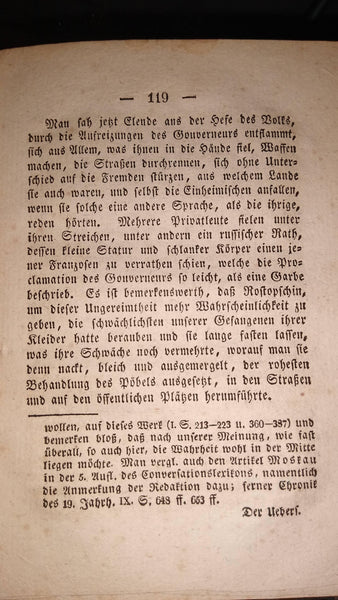 — 119 —
Man sah jetzt Elende aus der Hefe des Volks,
durch die Aufreizungen des Gouverneurs entflammt,
sich aus Allem, was ihnen in die Hände fiel, Waffen
machen, die Straßen durchrennen, sich ohne Unter-
schied auf die Fremden stürzen, aus welchem Lande
sie auch waren, und selbst die Einheimischen anfallen,
wenn sie solche eine andere Sprache, als die ihrige,
reden hörten. Mehrere Privatleute fielen unter
ihren Streichen, unter andern ein russischer Rath,
dessen kleine Statur und schlanker Körper einen je-
ner Franzosen zu verrathen schien, welche die Pro-
clamation des Gouverneurs so leicht, als eine Garbe
beschrieb. Es ist bemerkenswerth, daß Rostopschin,
um dieser Ungereimtheit mehr Wahrscheinlichkeit zu
geben, die schwächlichsten unserer Gefangenen ihrer
Kleider hatte berauben und sie lange fasten lassen,
was ihre Schwäche noch vermehrte, worauf man sie
denn nackt, bleich und ausgemergelt, der rohesten
Behandlung des Pöbels ausgesetzt, in den Straßen
und auf den öffentlichen Plätzen herumführte.
wollen, auf dieses Werk (I. S. 213—223 u. 360—387) und
bemerken bloß, daß nach unserer Meinung, wie fast
überall, so auch hier, die Wahrheit wohl in der Mitte
liegen möchte. Man vergl. auch den Artikel Moskau
in der 5. Aufl. des Conversationslexikons, namentlich
die Anmerkung der Redaktion dazu; ferner Chronik
des 19. Jahrh. IX. S. 648 ff. 653 ff.
Der Uebers.